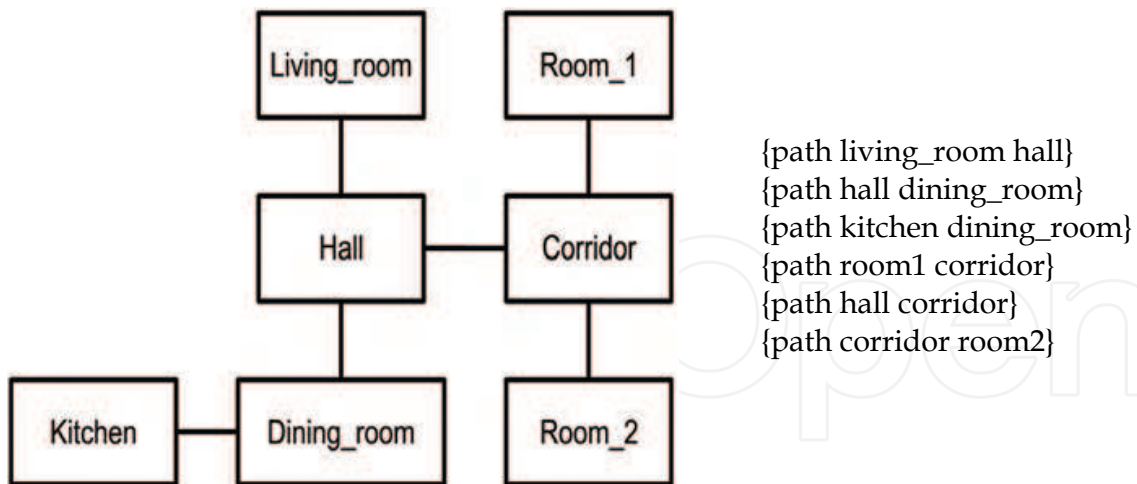 Living_room
Room_1
Hall
Corridor
Kitchen
Dining_room
Room_2
{path living_room hall}
{path hall dining_room}
{path kitchen dining_room}
{path room1 corridor}
{path hall corridor}
{path corridor room2}
Open